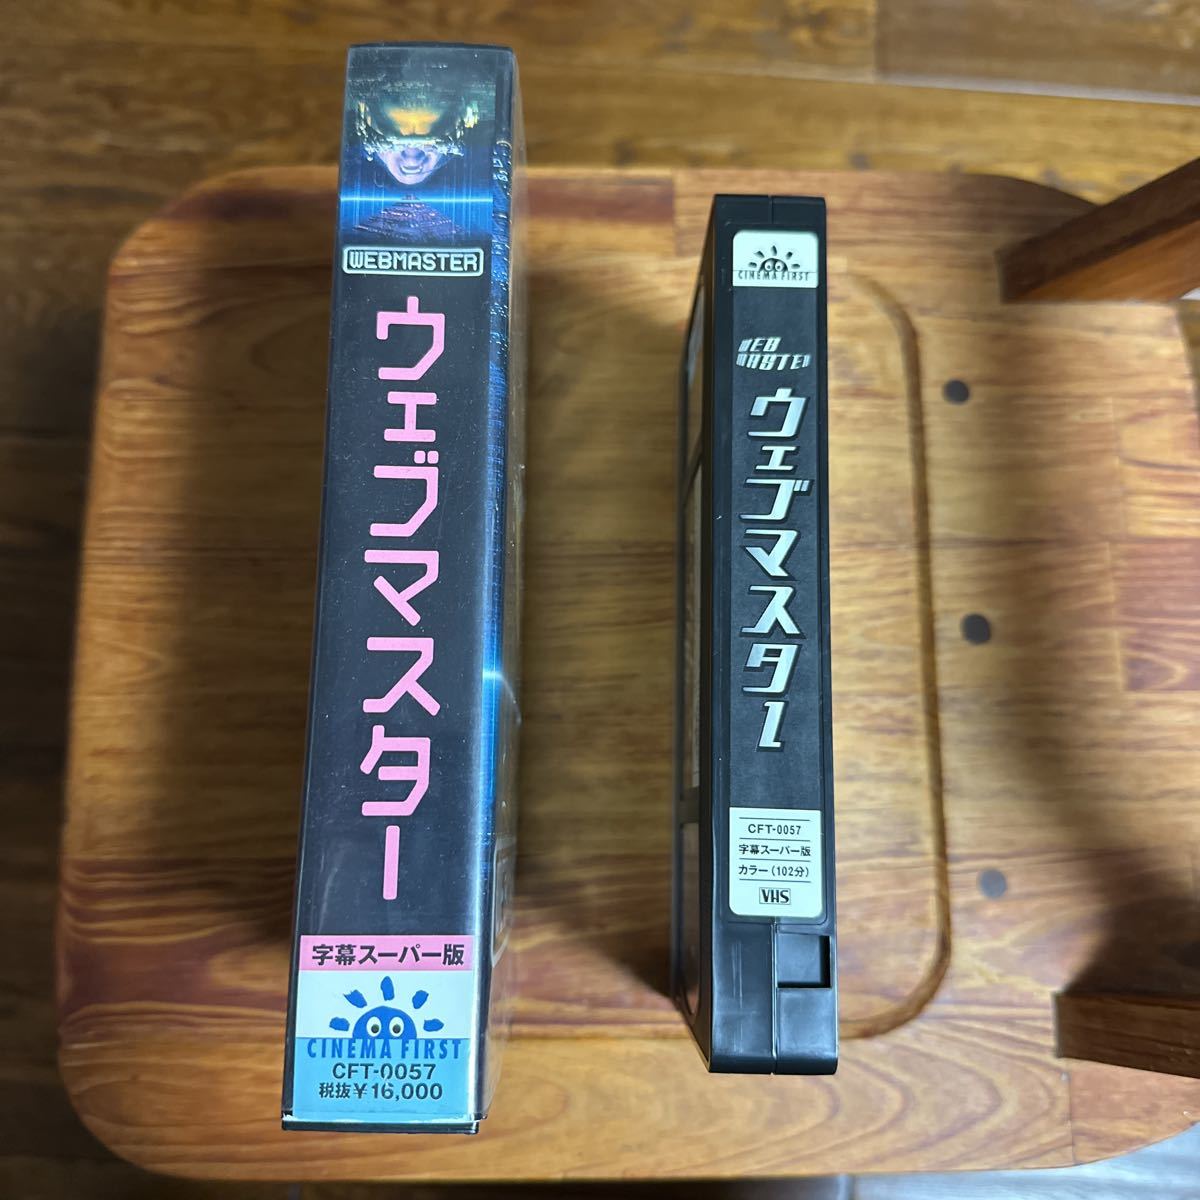 WEBMASTER
ウェブマスター
字幕スーパー版
CINEMA FIRST
CFT-0057
税抜￥16,000
CINEMA FIRST
WEB
MASTER
ウェブマスター
CFT-0057
字幕スーパー版
カラー(102分)
VHS